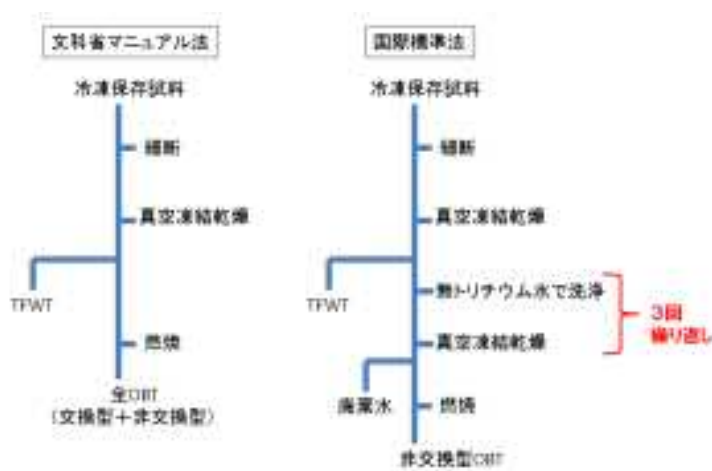 文科省マニュアル法
冷凍保存試料
細断
真空凍結乾燥
TFWT
燃焼
全OBT
(交換型+非交換型)
国際標準法
冷凍保存試料
細断
真空凍結乾燥
TFWT
無トリチウム水で洗浄
真空凍結乾燥
3回
繰り返し
廃棄水
燃焼
非交換型OBT